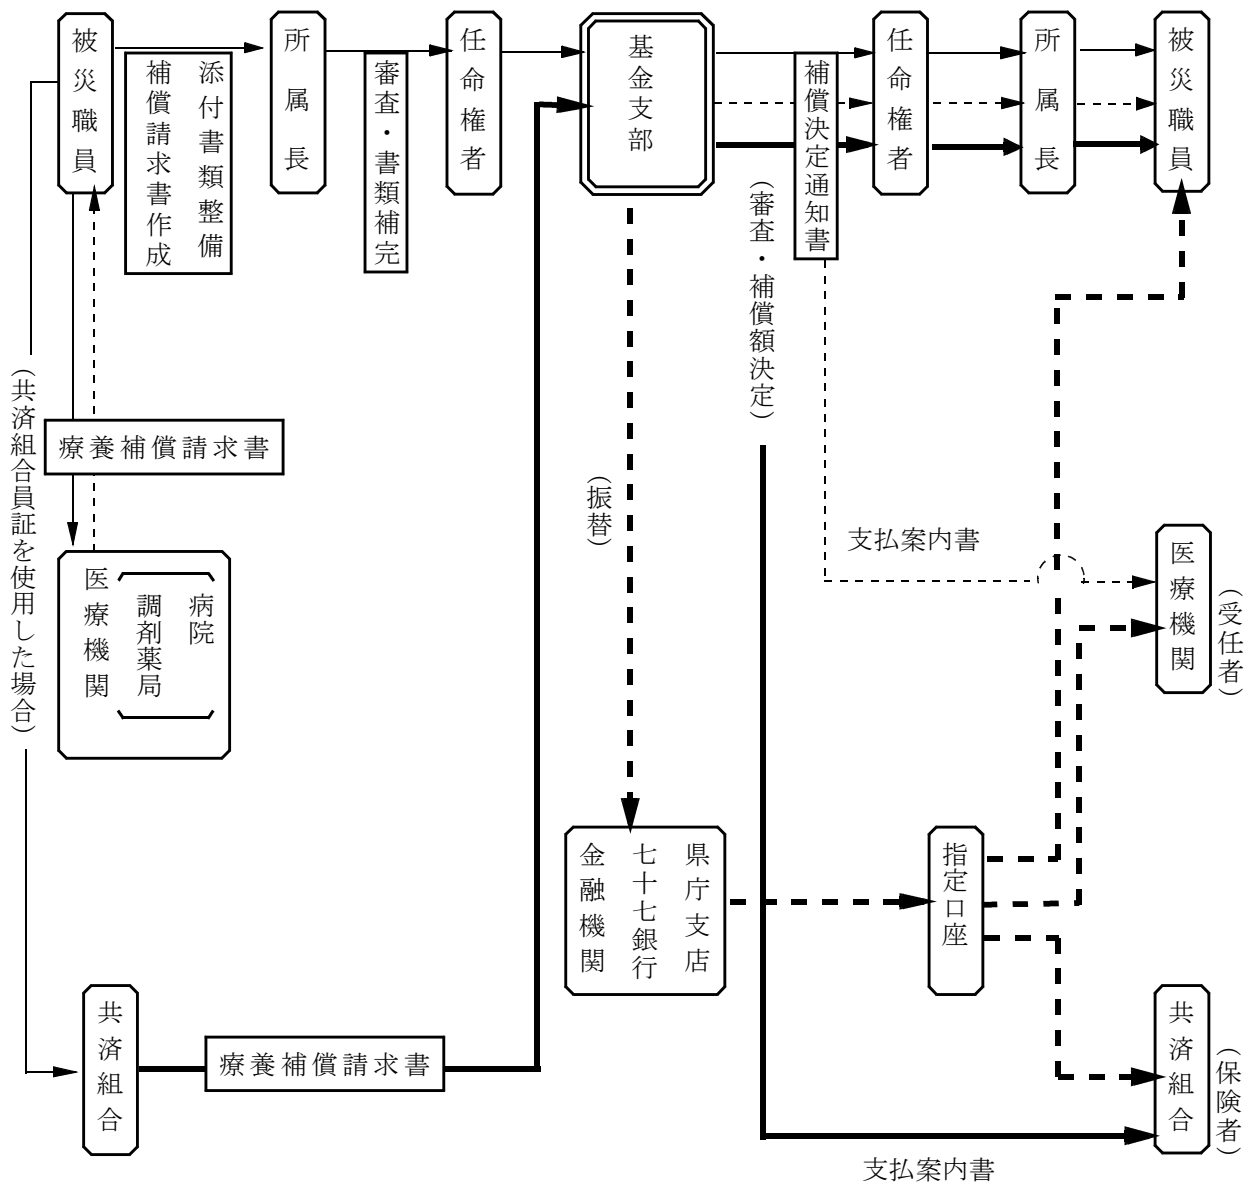 被災職員
添付書類整備
補償請求書作成
所属長
審査・書類補完
任命権者
基金支部
(審査・補償額決定)
補償決定通知書
任命権者
所属長
被災職員
(共済組合員証を使用した場合)
療養補償請求書
医療機関
病院
調剤薬局
(振替)
支払案内書
医療機関
(受任者)
県庁支店
七十七銀行
金融機関
指定口座
共済組合
療養補償請求書
共済組合
(保険者)
支払案内書